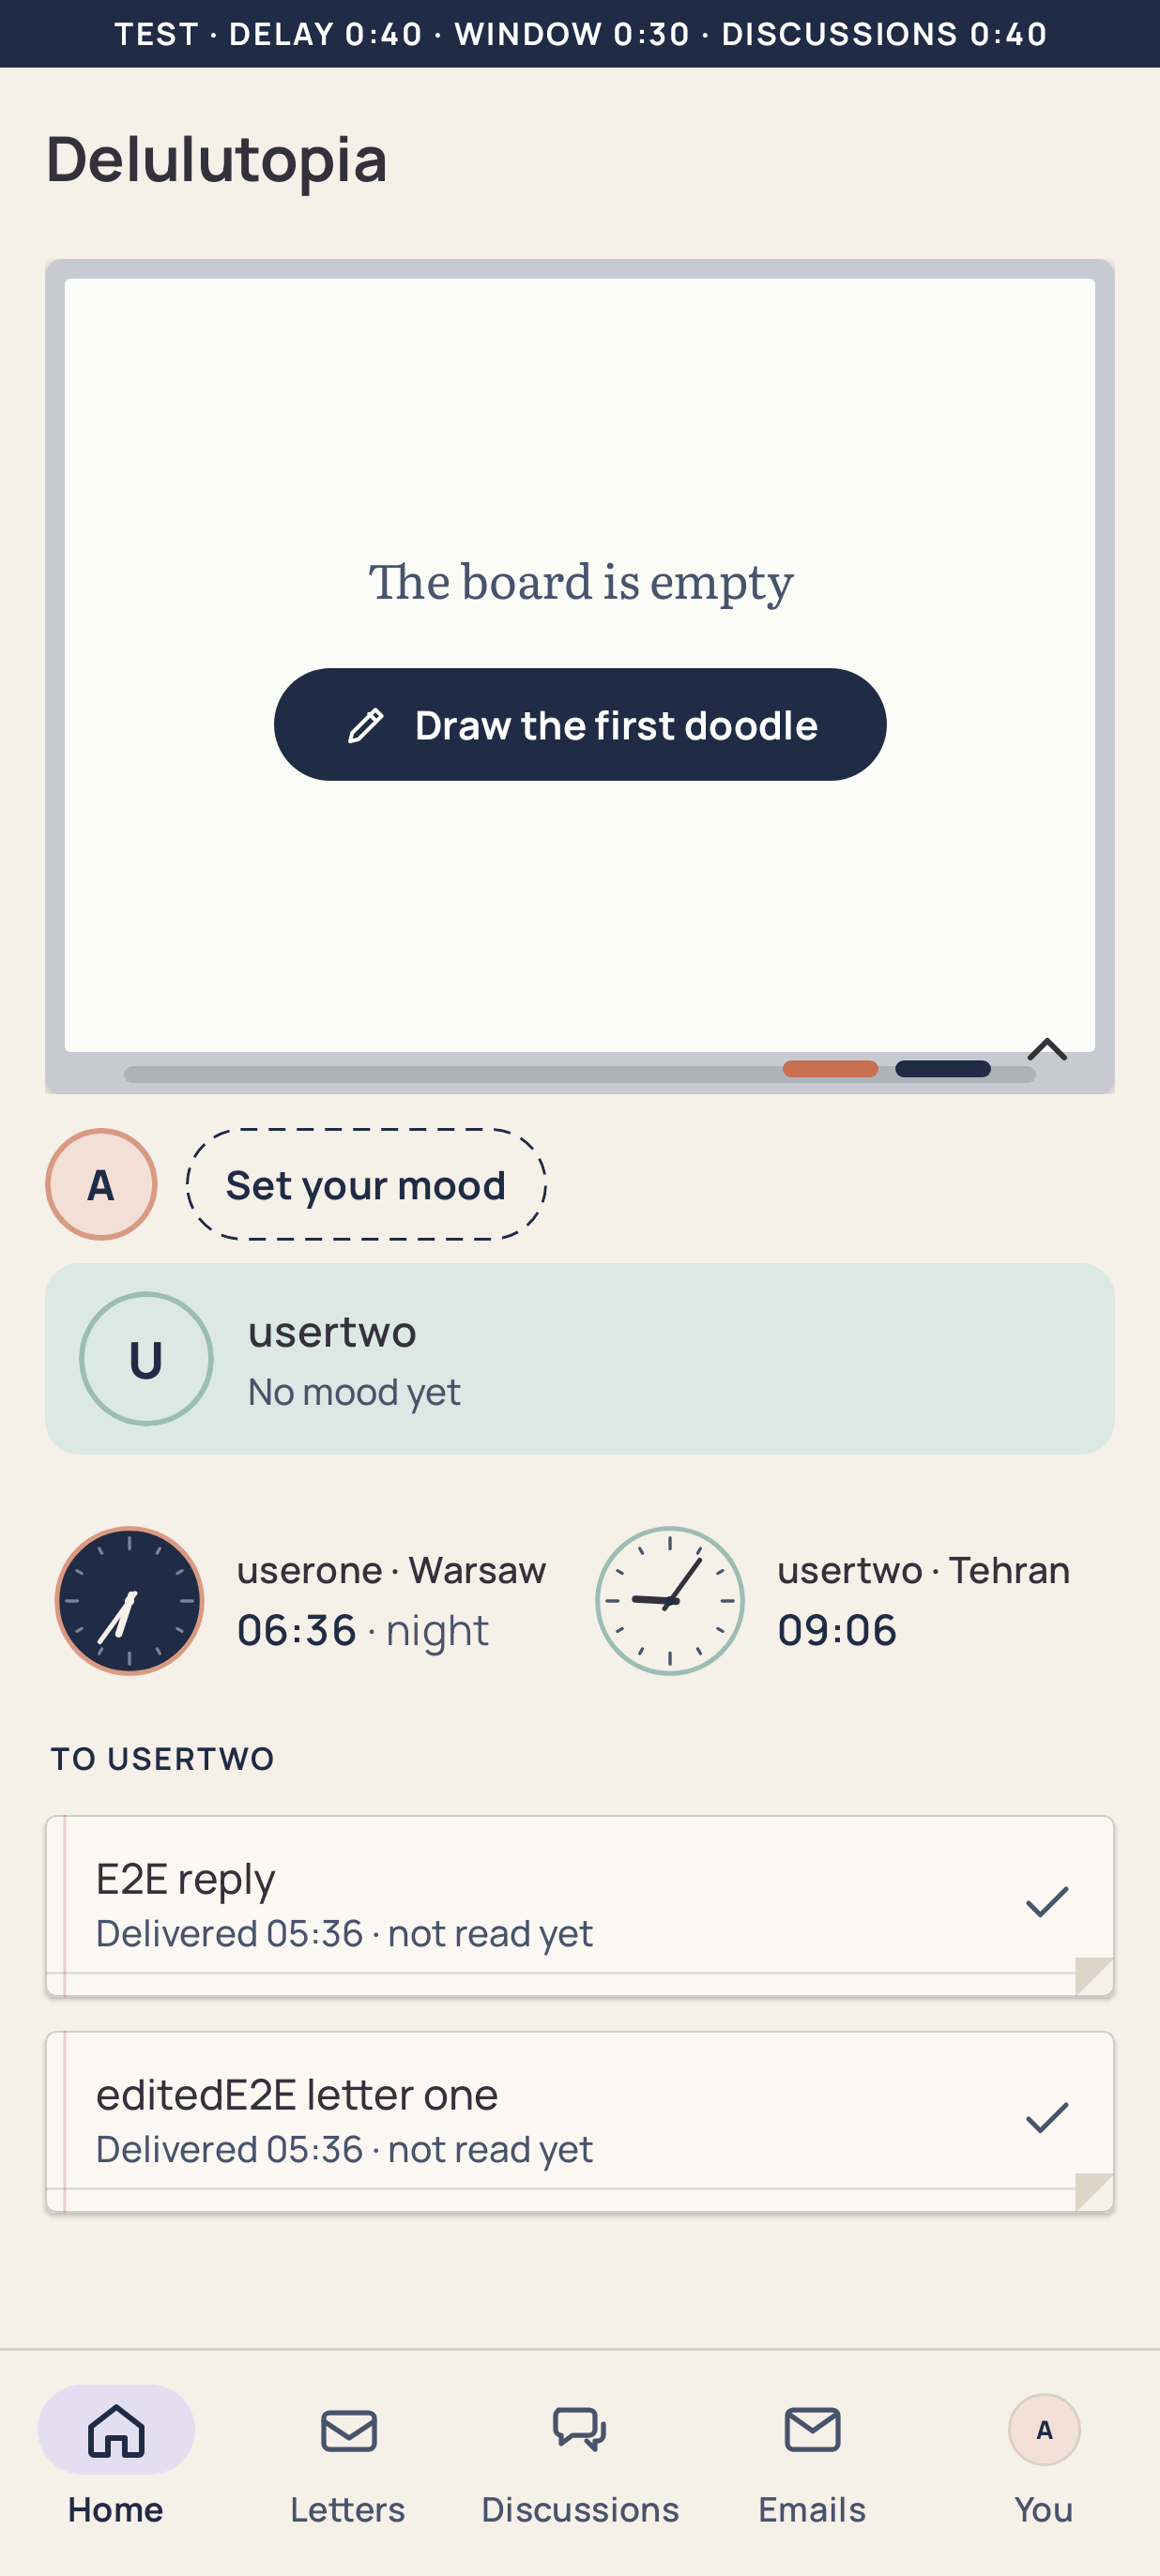 TEST · DELAY 0:40 · WINDOW 0:30 · DISCUSSIONS 0:40
Delulutopia
The board is empty
Draw the first doodle
A
Set your mood
U
usertwo
No mood yet
userone · Warsaw
06:36 · night
usertwo · Tehran
09:06
TO USERTWO
E2E reply
Delivered 05:36 · not read yet
editedE2E letter one
Delivered 05:36 · not read yet
A
Home
Letters
Discussions
Emails
You